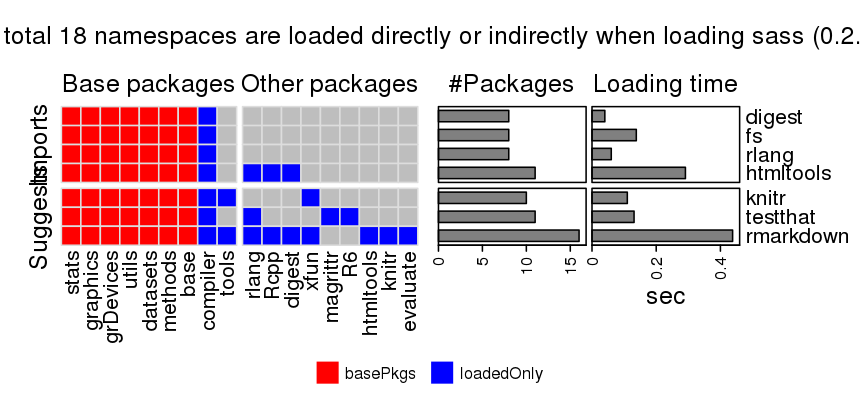 total 18 namespaces are loaded directly or indirectly when loading sass (0.2.
Base packages Other packages #Packages Loading time
Imports
Suggests
digest
fs
rlang
htmltools
knitr
testthat
rmarkdown
stats graphics grDevices utils datasets methods base compiler tools rlang Rcpp digest xfun magrittr R6 htmltools knitr evaluate
0 5 10 15 0 0.2 0.4
sec
basePkgs loadedOnly